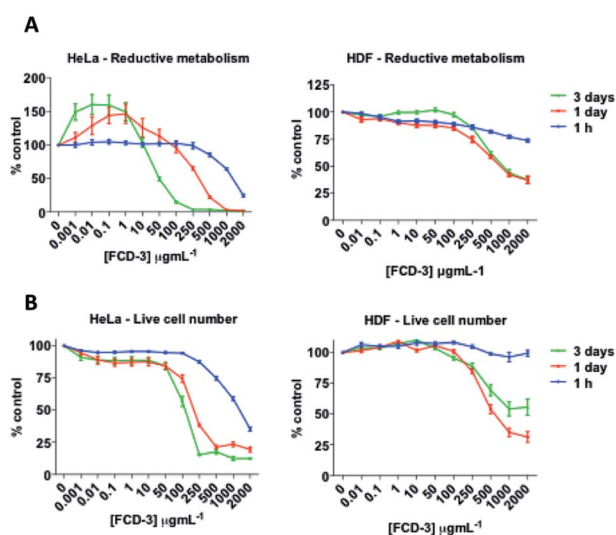 A
HeLa - Reductive metabolism
HDF - Reductive metabolism
% control
200
150
100
50
0
0 0.001 0.01 0.1 1 10 50 100 250 500 1000 2000
[FCD-3] µgmL-1
% control
125
100
75
50
25
0
0 0.01 0.1 1 10 50 100 250 500 1000 2000
[FCD-3] µgmL-1
3 days
1 day
1 h
B
HeLa - Live cell number
HDF - Live cell number
% control
100
75
50
25
0
0 0.001 0.01 0.1 1 10 50 100 250 500 1000 2000
[FCD-3] µgmL-1
% control
100
75
50
25
0
0 0.01 0.1 1 10 50 100 250 500 1000 2000
[FCD-3] µgmL-1
3 days
1 day
1 h